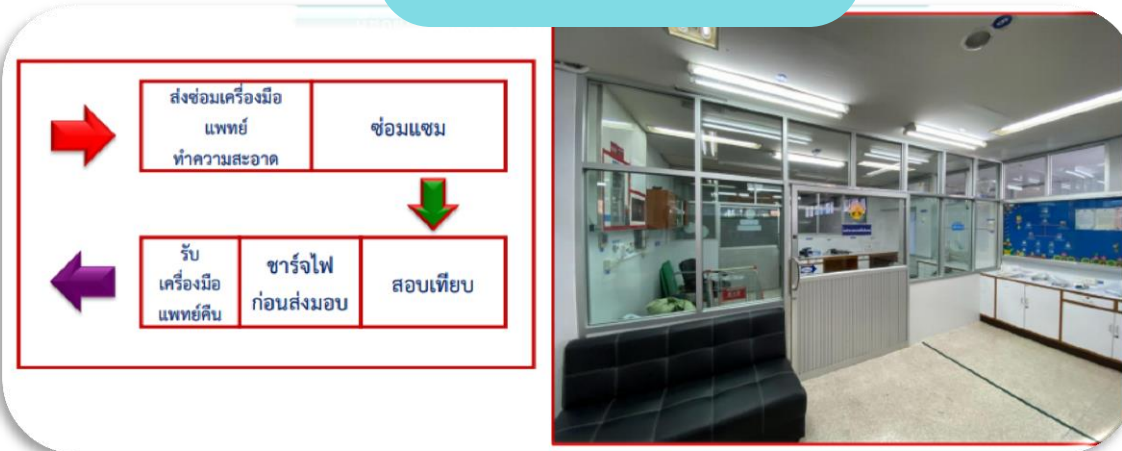 ส่งซ่อมเครื่องมือ
แพทย์
ทำความสะอาด
ซ่อมแซม
รับ
เครื่องมือ
แพทย์คืน
ชาร์จไฟ
ก่อนส่งมอบ
สอบเทียบ